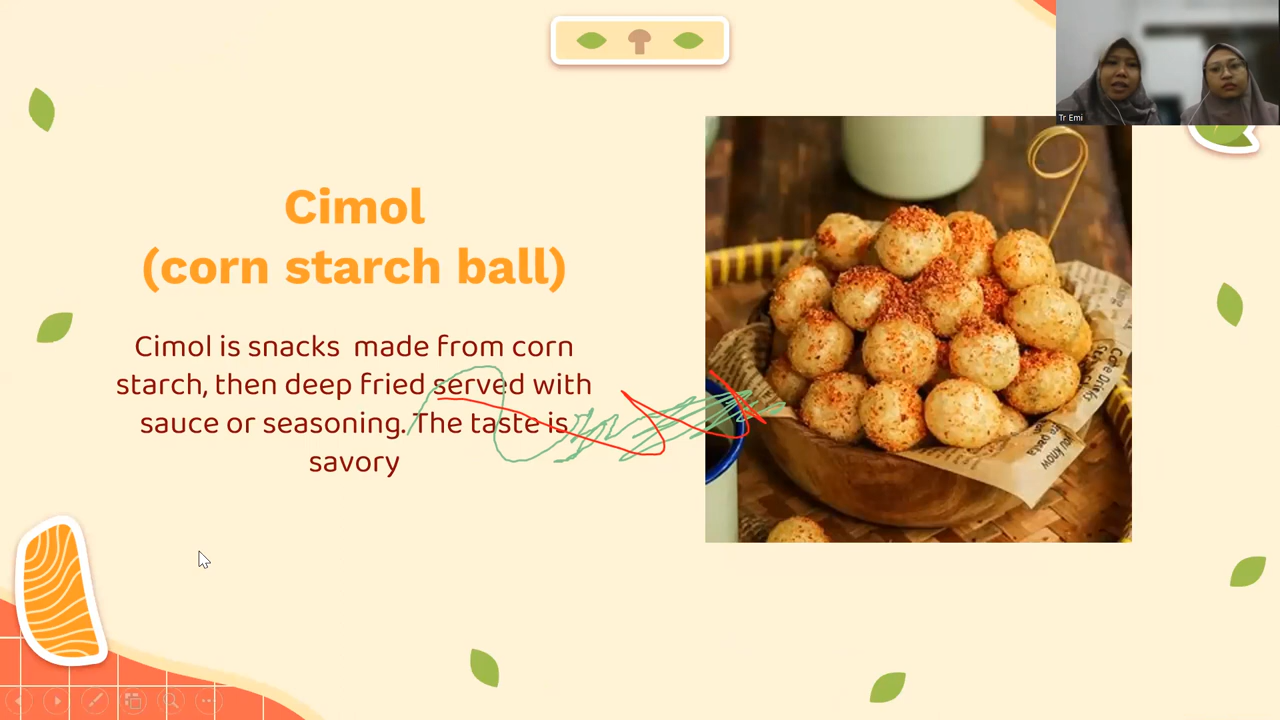 Tr Emi
Cimol
(corn starch ball)
Cimol is snacks  made from corn
starch, then deep fried served with
sauce or seasoning. The taste is
savory